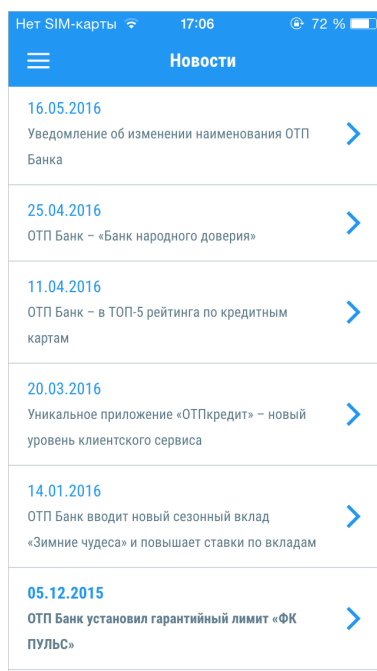 Нет SIM-карты 17:06 72 %
Новости
16.05.2016
Уведомление об изменении наименования ОТП
Банка
25.04.2016
ОТП Банк – «Банк народного доверия»
11.04.2016
ОТП Банк – в ТОП-5 рейтинга по кредитным
картам
20.03.2016
Уникальное приложение «ОТПкредит» – новый
уровень клиентского сервиса
14.01.2016
ОТП Банк вводит новый сезонный вклад
«Зимние чудеса» и повышает ставки по вкладам
05.12.2015
ОТП Банк установил гарантийный лимит «ФК
ПУЛЬС»